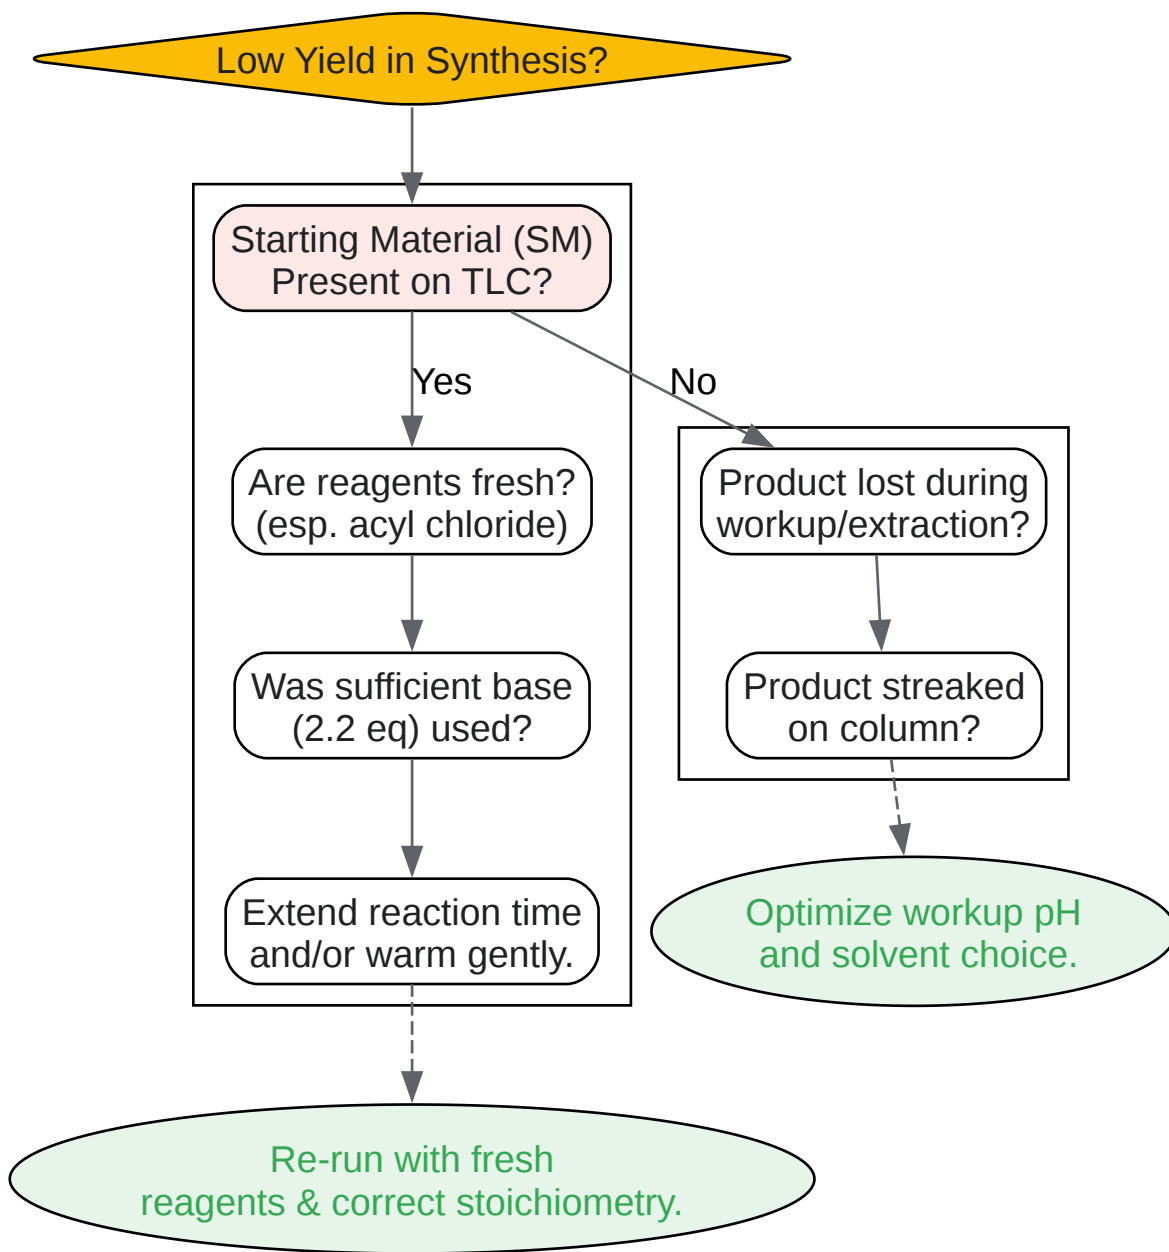 Low Yield in Synthesis?
Starting Material (SM)
Present on TLC?
Yes
No
Are reagents fresh?
(esp. acyl chloride)
Product lost during
workup/extraction?
Was sufficient base
(2.2 eq) used?
Product streaked
on column?
Extend reaction time
and/or warm gently.
Optimize workup pH
and solvent choice.
Re-run with fresh
reagents & correct stoichiometry.